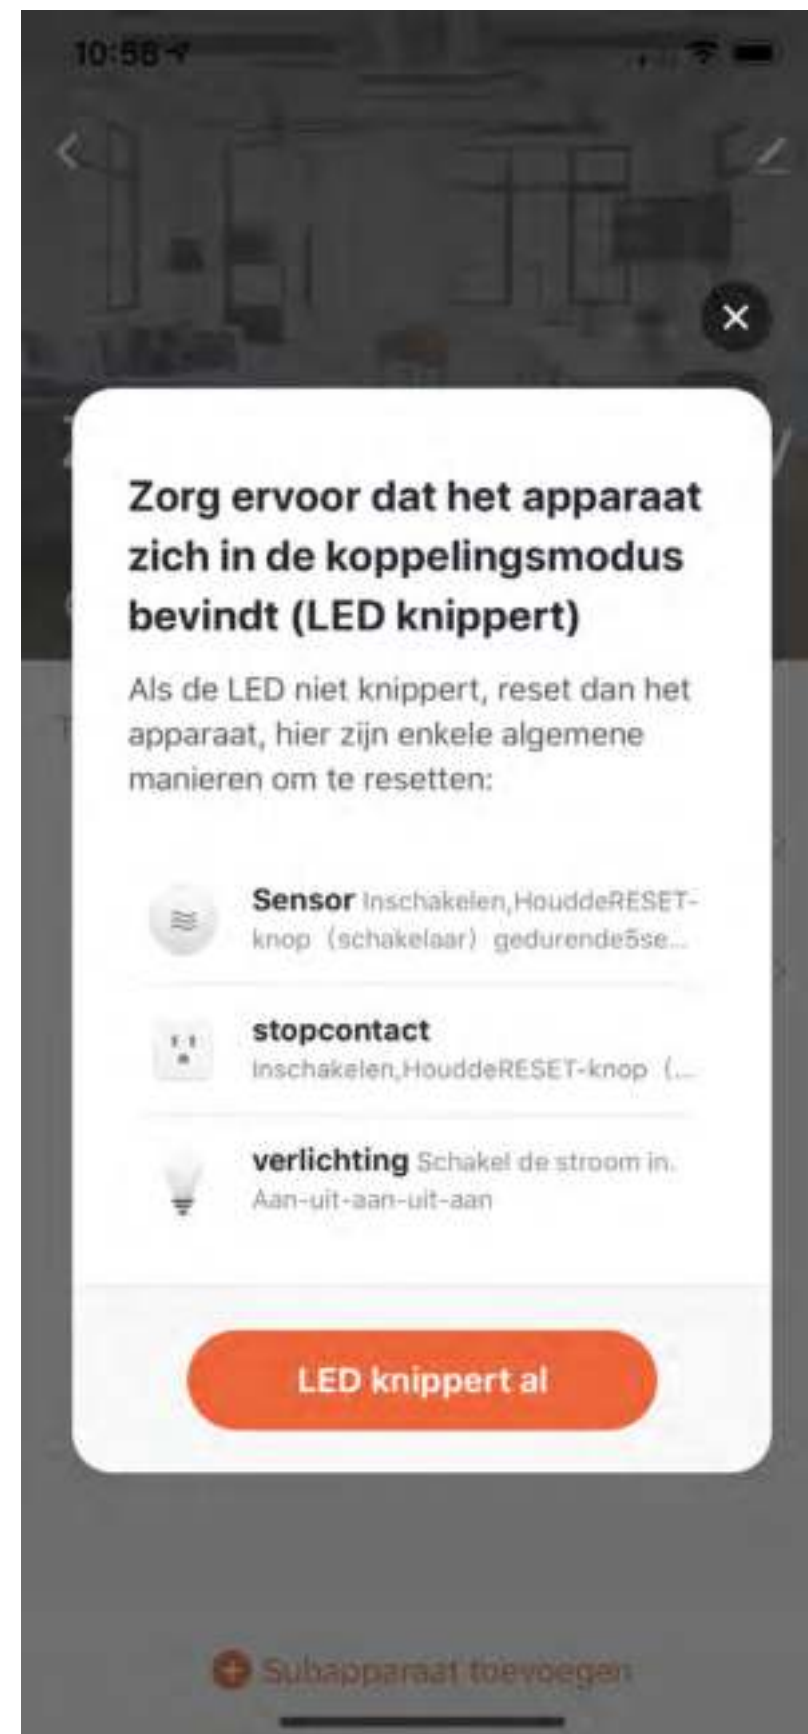 10:58
Zorg ervoor dat het apparaat
zich in de koppelingsmodus
bevindt (LED knippert)
Als de LED niet knippert, reset dan het
apparaat, hier zijn enkele algemene
manieren om te resetten:
Sensor Inschakelen,HouddeRESET-
knop (schakelaar) gedurende5se...
stopcontact
Inschakelen,HouddeRESET-knop (...
verlichting Schakel de stroom in.
Aan-uit-aan-uit-aan
LED knippert al
Subapparaat toevoegen